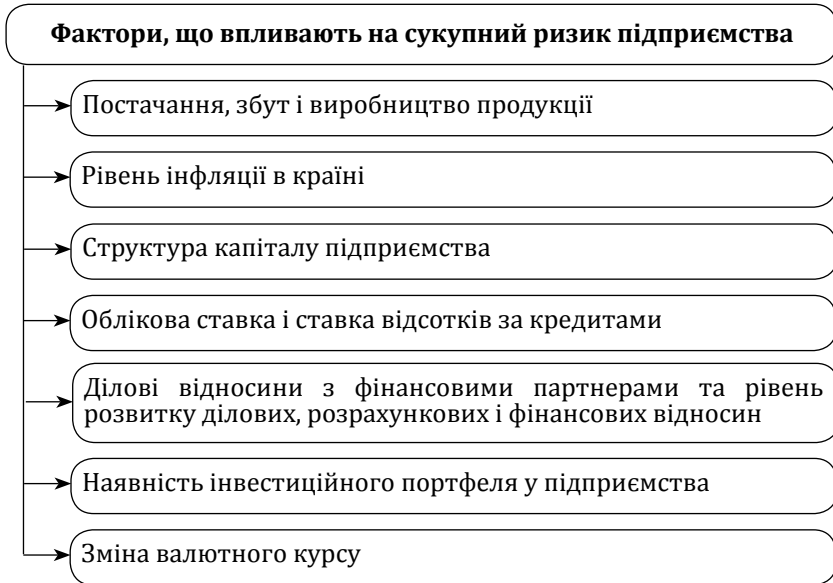 Фактори, що впливають на сукупний ризик підприємства
Постачання, збут і виробництво продукції
Рівень інфляції в країні
Структура капіталу підприємства
Облікова ставка і ставка відсотків за кредитами
Ділові відносини з фінансовими партнерами та рівень
розвитку ділових, розрахункових і фінансових відносин
Наявність інвестиційного портфеля у підприємства
Зміна валютного курсу